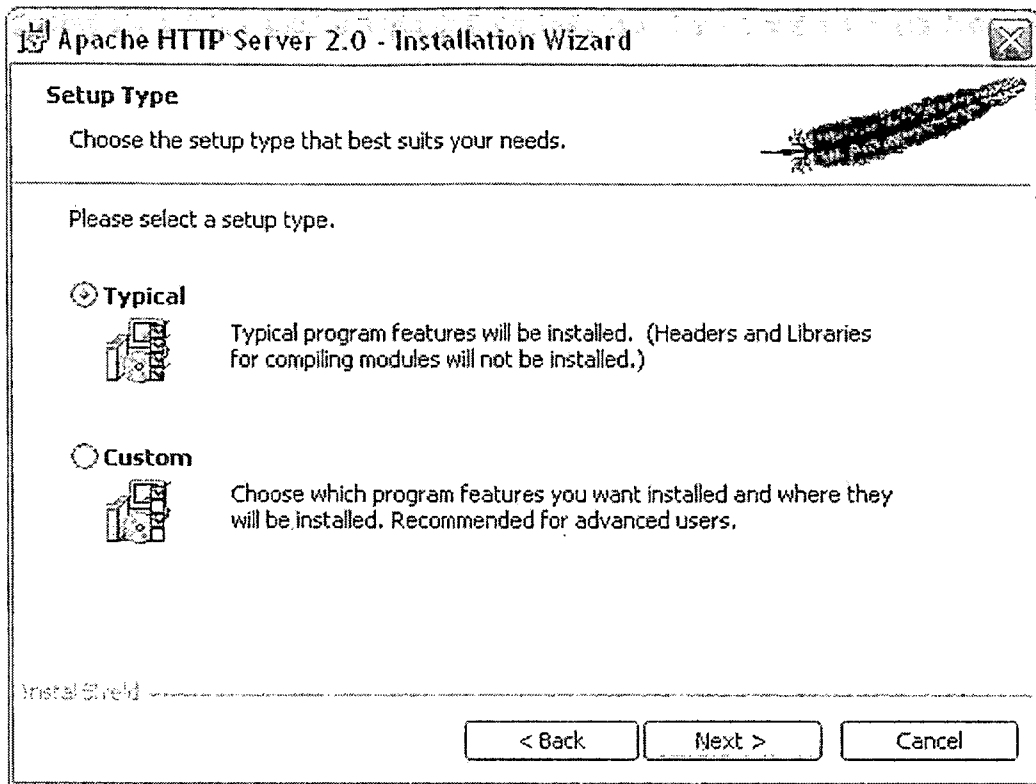 Apache HTTP Server 2.0 - Installation Wizard
Setup Type
Choose the setup type that best suits your needs.
Please select a setup type.
Typical
Typical program features will be installed. (Headers and Libraries
for compiling modules will not be installed.)
Custom
Choose which program features you want installed and where they
will be installed. Recommended for advanced users.
InstallShield
< Back
Next >
Cancel